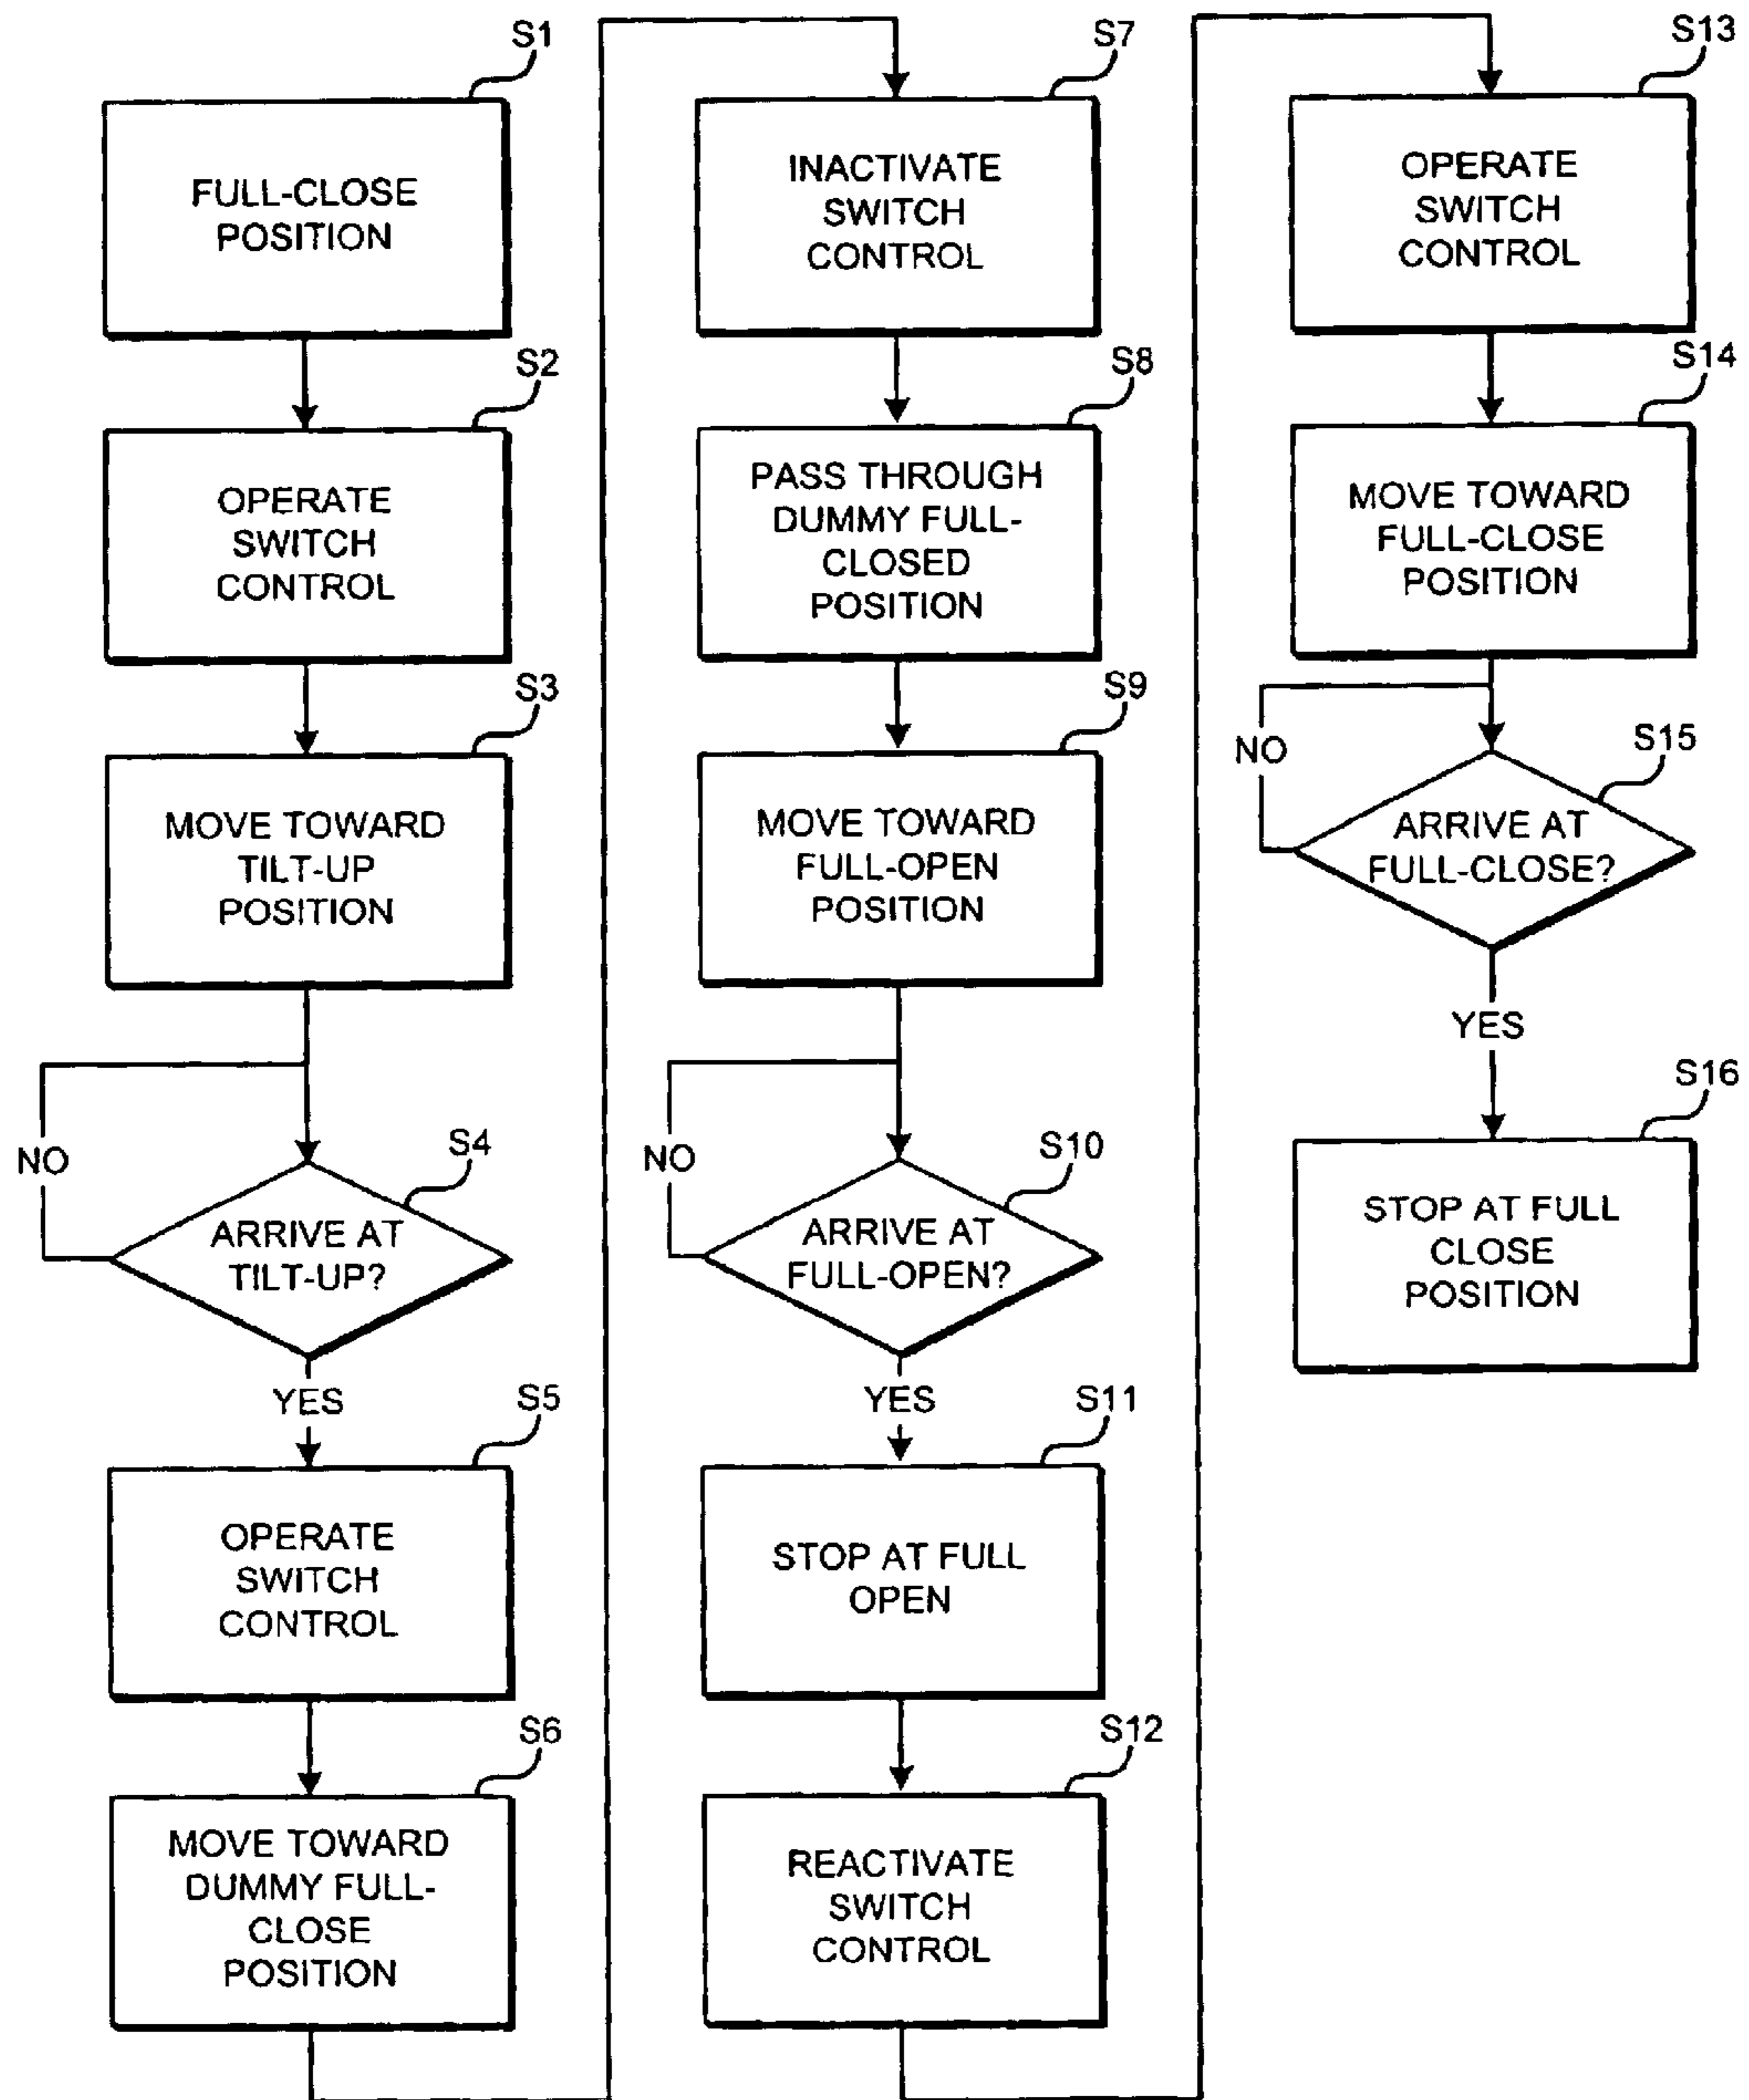 S1
FULL-CLOSE
POSITION
S2
OPERATE
SWITCH
CONTROL
S3
MOVE TOWARD
TILT-UP
POSITION
NO
S4
ARRIVE AT
TILT-UP?
YES
S5
OPERATE
SWITCH
CONTROL
S6
MOVE TOWARD
DUMMY FULL-
CLOSE
POSITION
S7
INACTIVATE
SWITCH
CONTROL
S8
PASS THROUGH
DUMMY FULL-
CLOSED
POSITION
S9
MOVE TOWARD
FULL-OPEN
POSITION
NO
S10
ARRIVE AT
FULL-OPEN?
YES
S11
STOP AT FULL
OPEN
S12
REACTIVATE
SWITCH
CONTROL
S13
OPERATE
SWITCH
CONTROL
S14
MOVE TOWARD
FULL-CLOSE
POSITION
NO
S15
ARRIVE AT
FULL-CLOSE?
YES
S16
STOP AT FULL
CLOSE
POSITION